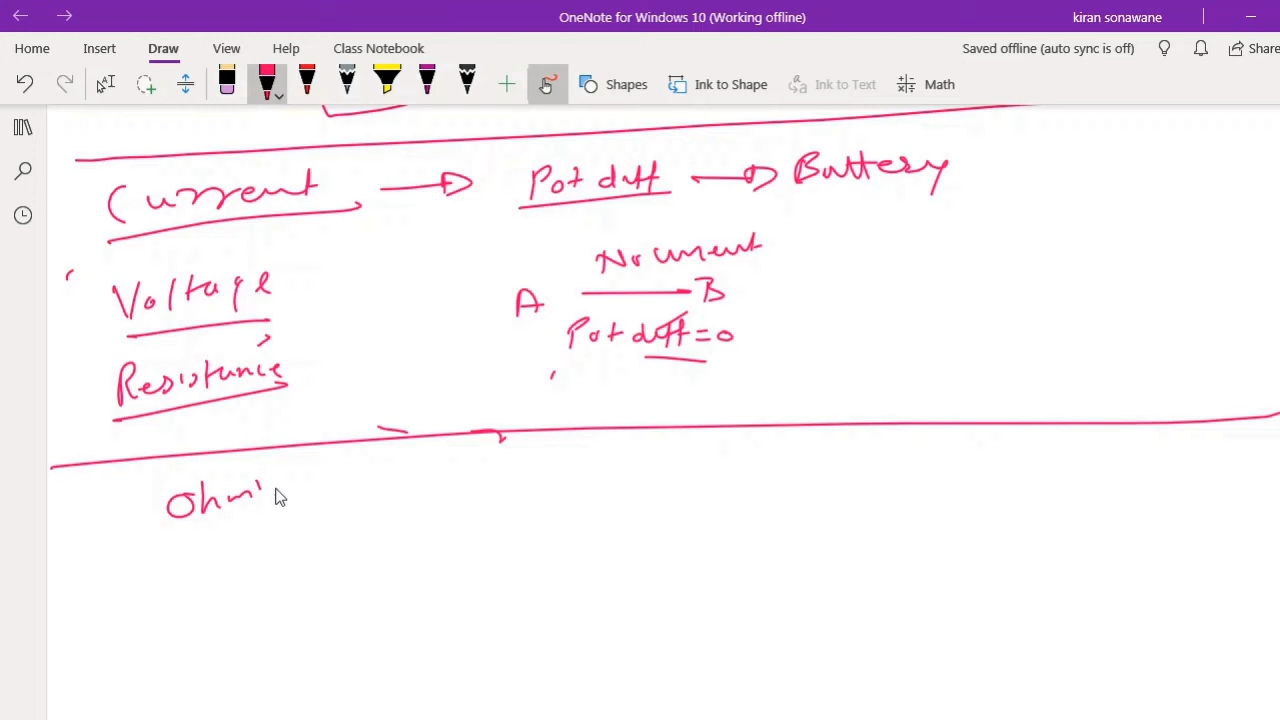 OneNote for Windows 10 (Working offline)
kiran sonawane
Home Insert Draw View Help Class Notebook
Saved offline (auto sync is off)
Share
Shapes Ink to Shape Ink to Text Math
Current → Pot diff → Battery
No current
Voltage
A B
Pot diff = 0
Resistance
Ohm'